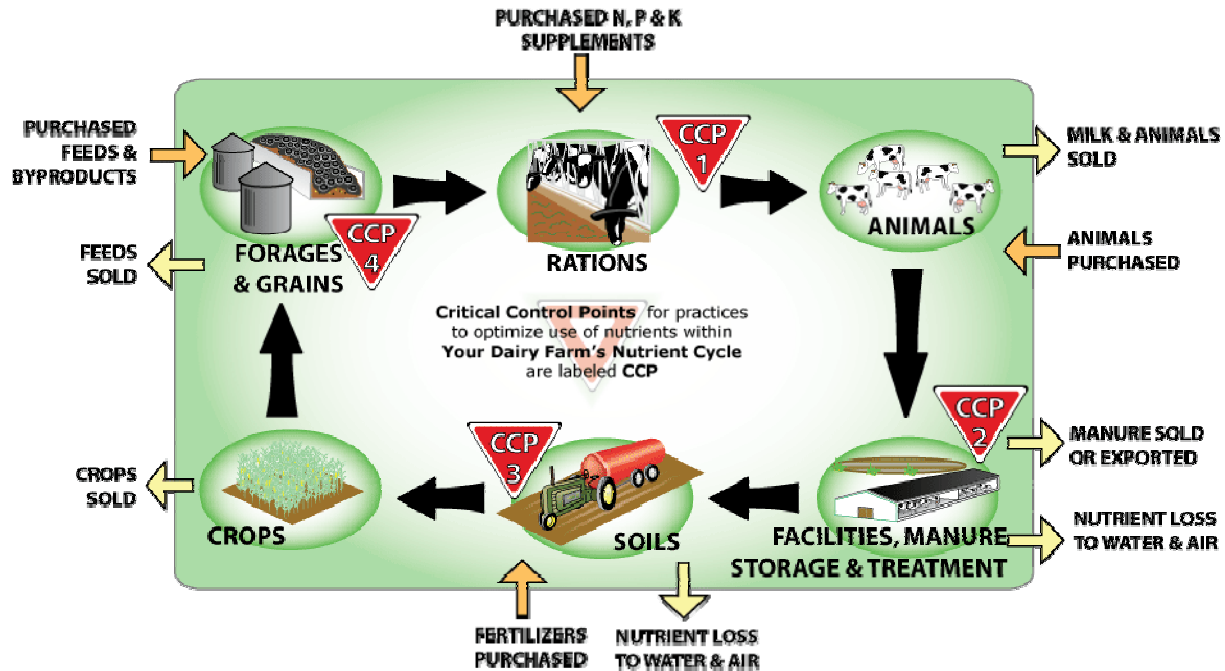 PURCHASED N, P & K
SUPPLEMENTS
PURCHASED
FEEDS &
BYPRODUCTS
FEEDS
SOLD
CCP
4
FORAGES
& GRAINS
RATIONS
CCP
1
ANIMALS
MILK & ANIMALS
SOLD
ANIMALS
PURCHASED
Critical Control Points for practices
to optimize use of nutrients within
Your Dairy Farm's Nutrient Cycle
are labeled CCP
CROPS
SOLD
CROPS
CCP
3
SOILS
CCP
2
FACILITIES, MANURE
STORAGE & TREATMENT
MANURE SOLD
OR EXPORTED
NUTRIENT LOSS
TO WATER & AIR
FERTILIZERS
PURCHASED
NUTRIENT LOSS
TO WATER & AIR